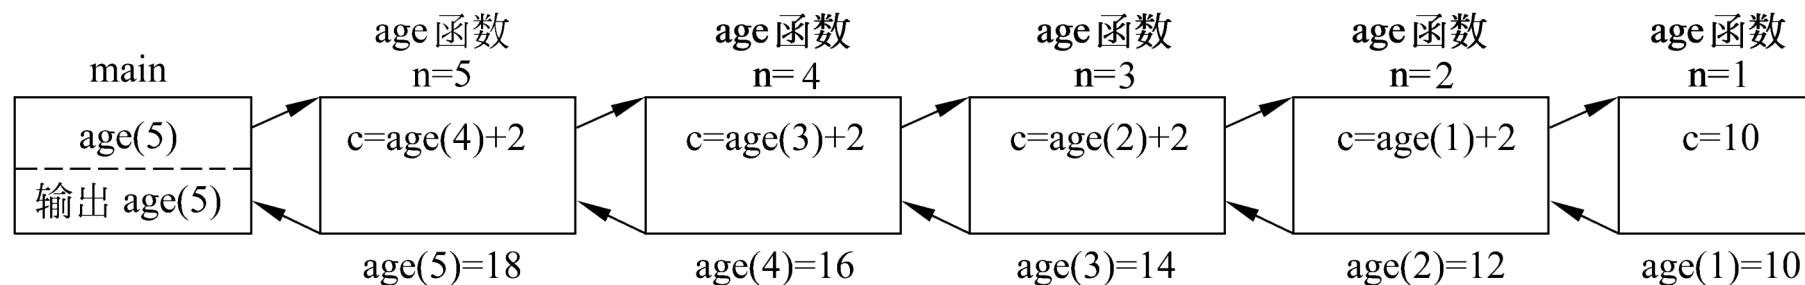 main
age(5)
输出 age(5)
age函数
n=5
c=age(4)+2
age(5)=18
age函数
n=4
c=age(3)+2
age(4)=16
age函数
n=3
c=age(2)+2
age(3)=14
age函数
n=2
c=age(1)+2
age(2)=12
age函数
n=1
c=10
age(1)=10